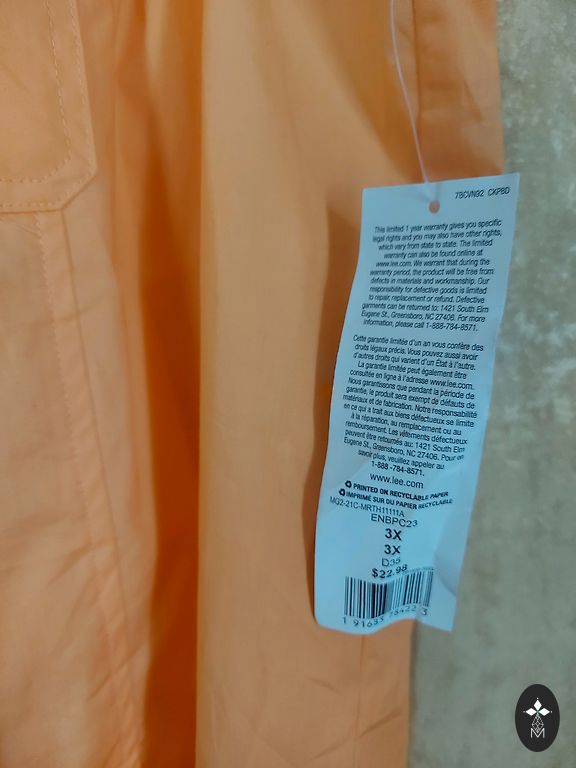 78CVN92 CKP8D
This limited 1 year warranty gives you specific
legal rights and you may also have other rights,
which vary from state to state. The limited
warranty can also be found online at
www.lee.com. We warrant that during the
warranty period, the product will be free from
defects in materials and workmanship. Our
responsibility for defective goods is limited
to repair, replacement or refund. Defective
garments can be returned to: 1421 South Elm
Eugene St., Greensboro, NC 27406. For more
information, please call 1-888-784-8571.
Cette garantie limitée d'un an vous confère des
droits légaux précis. Vous pouvez aussi avoir
d'autres droits qui varient d'un État à l'autre.
La garantie limitée peut également être
consultée en ligne à l'adresse www.lee.com.
Nous garantissons que pendant la période de
garantie, le produit sera exempt de défauts de
matériaux et de fabrication. Notre responsabilité
en ce qui a trait aux biens défectueux se limite
à la réparation, au remplacement ou au
remboursement. Les vêtements défectueux
peuvent être retournés au: 1421 South Elm
Eugene St., Greensboro, NC 27406. Pour en
savoir plus, veuillez appeler au
1-888 -784-8571.
www.lee.com
PRINTED ON RECYCLABLE PAPER
IMPRIMÉ SUR DU PAPIER RECYCLABLE
MG2-21C-MRTH11111A
ENBPC23
3X
3X
D35
$22.98
1 91683 78422 3
M